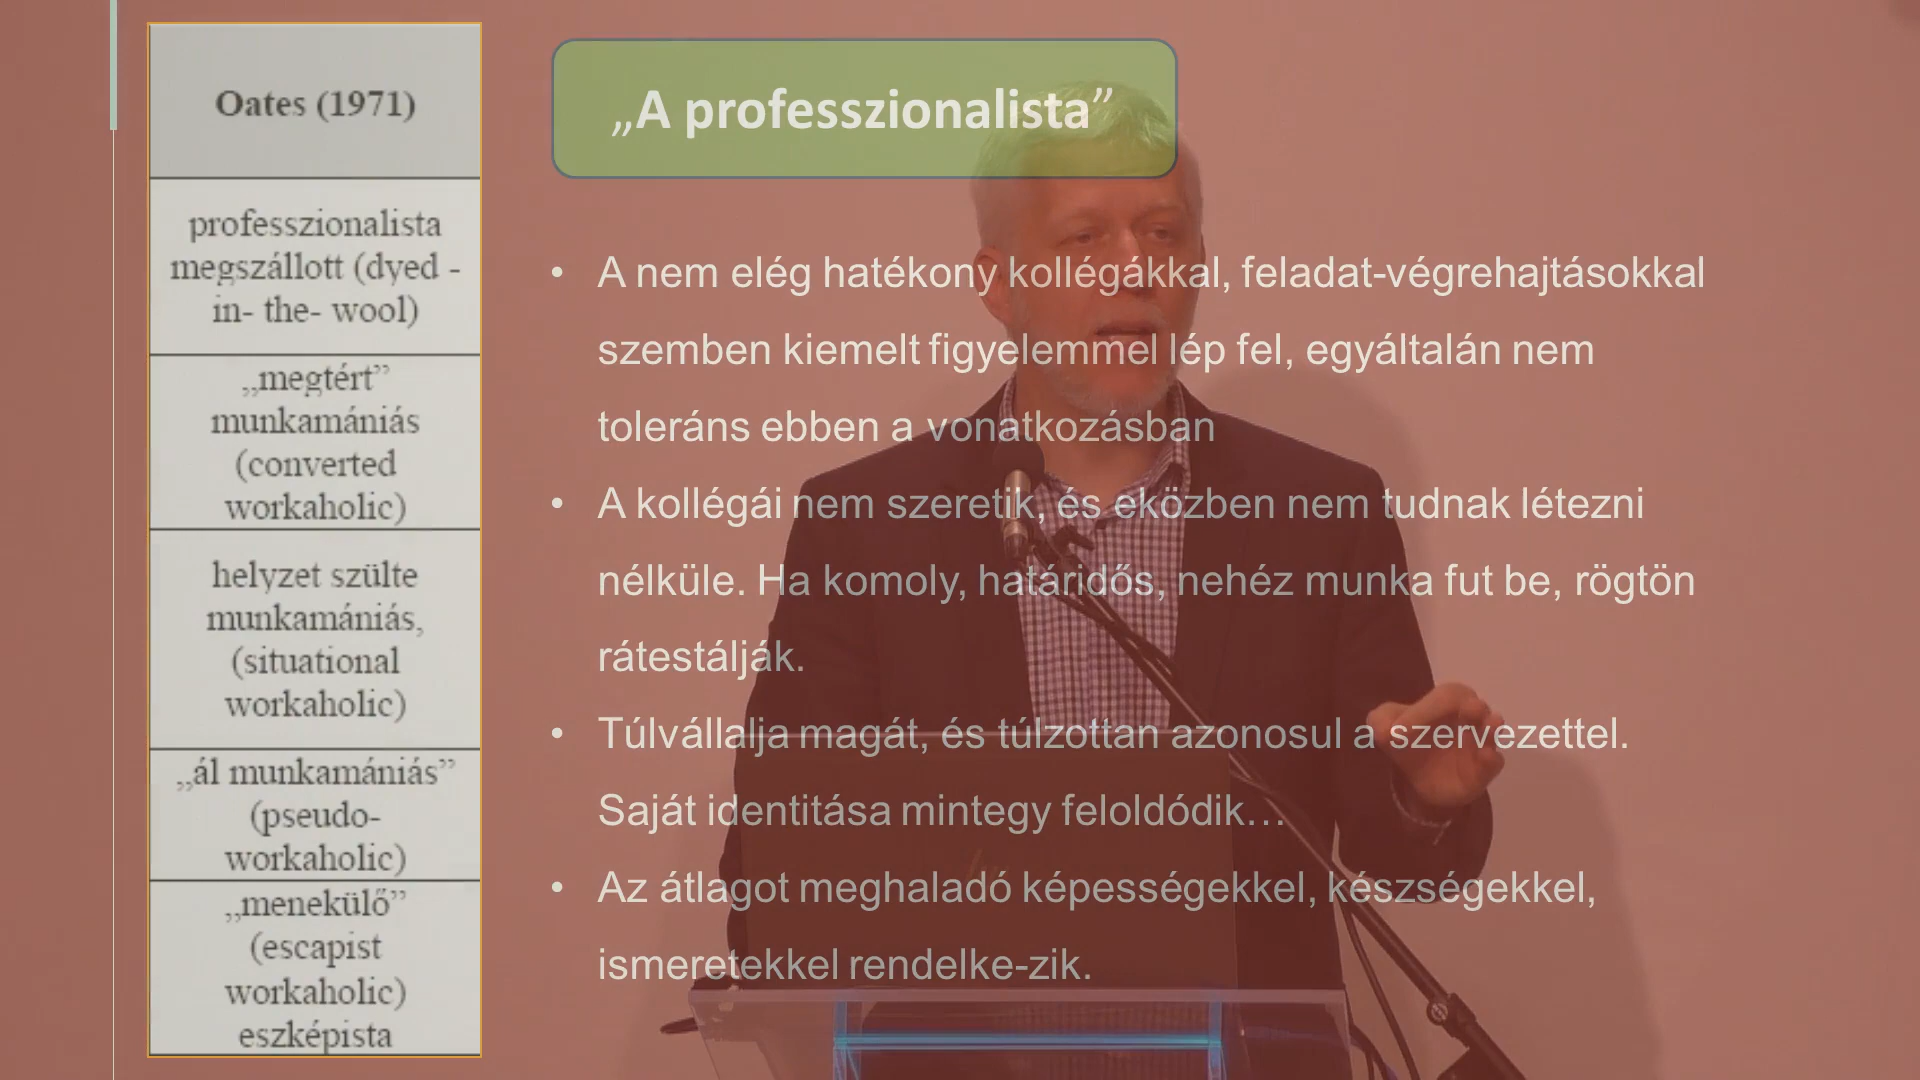 Oates (1971)
professzionalista
megszállott (dyed -
in- the- wool)
„megtért”
munkamániás
(converted
workaholic)
helyzet szülte
munkamániás,
(situational
workaholic)
„ál munkamániás”
(pseudo-
workaholic)
„menekülő”
(escapist
workaholic)
eszképista
„A professzionalista”
• A nem elég hatékony kollégákkal, feladat-végrehajtásokkal
szemben kiemelt figyelemmel lép fel, egyáltalán nem
toleráns ebben a vonatkozásban
• A kollégái nem szeretik, és eközben nem tudnak létezni
nélküle. Ha komoly, határidős, nehéz munka fut be, rögtön
rátestálják.
• Túlvállalja magát, és túlzottan azonosul a szervezettel.
Saját identitása mintegy feloldódik…
• Az átlagot meghaladó képességekkel, készségekkel,
ismeretekkel rendelke-zik.